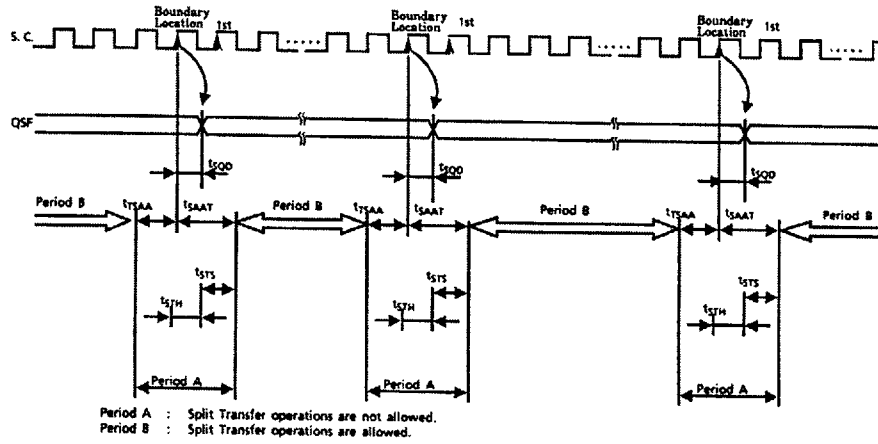 Boundary Location 1st
Boundary Location 1st
Boundary Location 1st
S. C.
QSF
tSQD
tSQD
tSQD
Period B tTSAA tSAAT Period B tTSAA tSAAT Period B tTSAA tSAAT Period B
tSTS
tSTS
tSTS
tSTH
tSTH
tSTH
Period A
Period A
Period A
Period A : Split Transfer operations are not allowed.
Period B : Split Transfer operations are allowed.